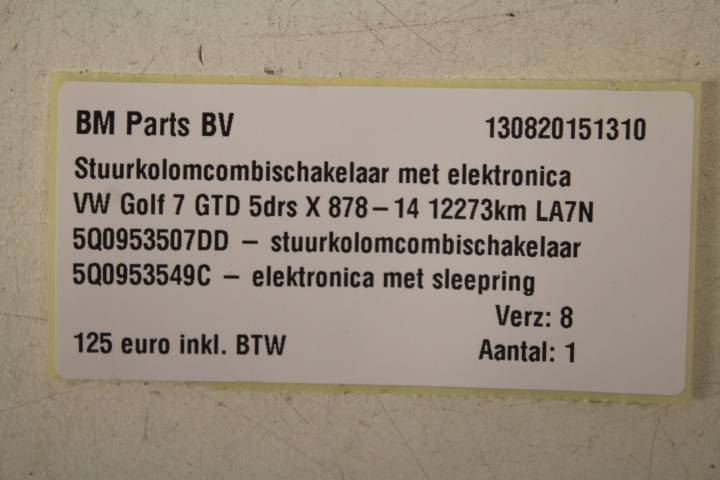 BM Parts BV 130820151310
Stuurkolomcombischakelaar met elektronica
VW Golf 7 GTD 5drs X 878-14 12273km LA7N
5Q0953507DD – stuurkolomcombischakelaar
5Q0953549C – elektronica met sleepring
Verz: 8
125 euro inkl. BTW Aantal: 1